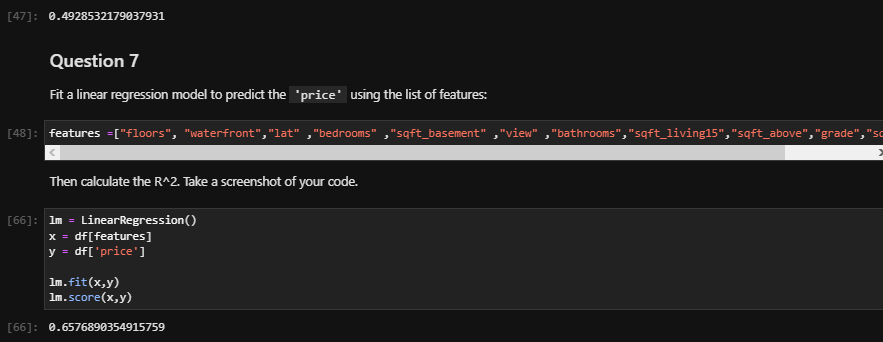 [47]: 0.4928532179037931
Question 7
Fit a linear regression model to predict the 'price' using the list of features:
[48]: features =["floors", "waterfront","lat" ,"bedrooms" ,"sqft_basement" ,"view" ,"bathrooms","sqft_living15","sqft_above","grade",
Then calculate the R^2. Take a screenshot of your code.
[66]: lm = LinearRegression()
x = df[features]
y = df['price']
lm.fit(x,y)
lm.score(x,y)
[66]: 0.6576890354915759